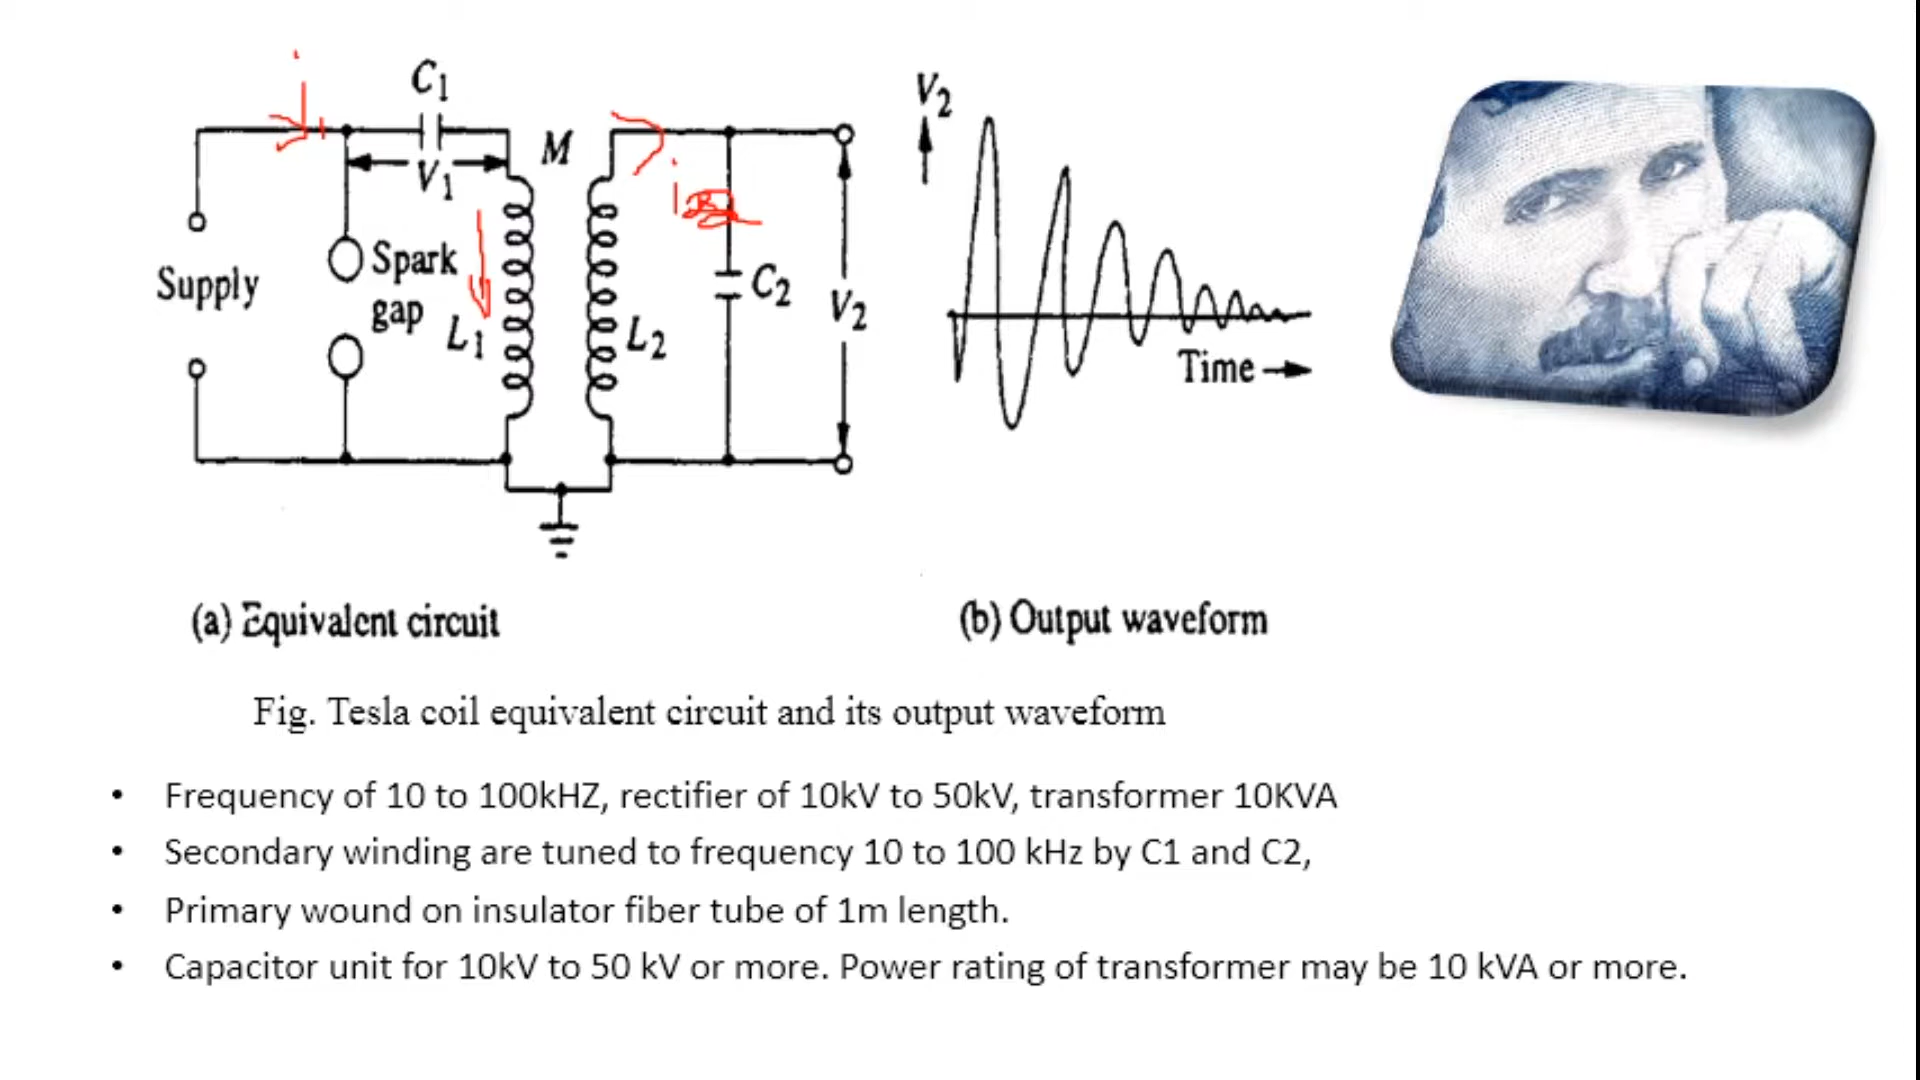 C1
V2
M
V1
Spark
gap
Supply
C2
V2
L1
L2
Time
(a) Equivalent circuit
(b) Output waveform
Fig. Tesla coil equivalent circuit and its output waveform
• Frequency of 10 to 100kHZ, rectifier of 10kV to 50kV, transformer 10KVA
• Secondary winding are tuned to frequency 10 to 100 kHz by C1 and C2,
• Primary wound on insulator fiber tube of 1m length.
• Capacitor unit for 10kV to 50 kV or more. Power rating of transformer may be 10 kVA or more.